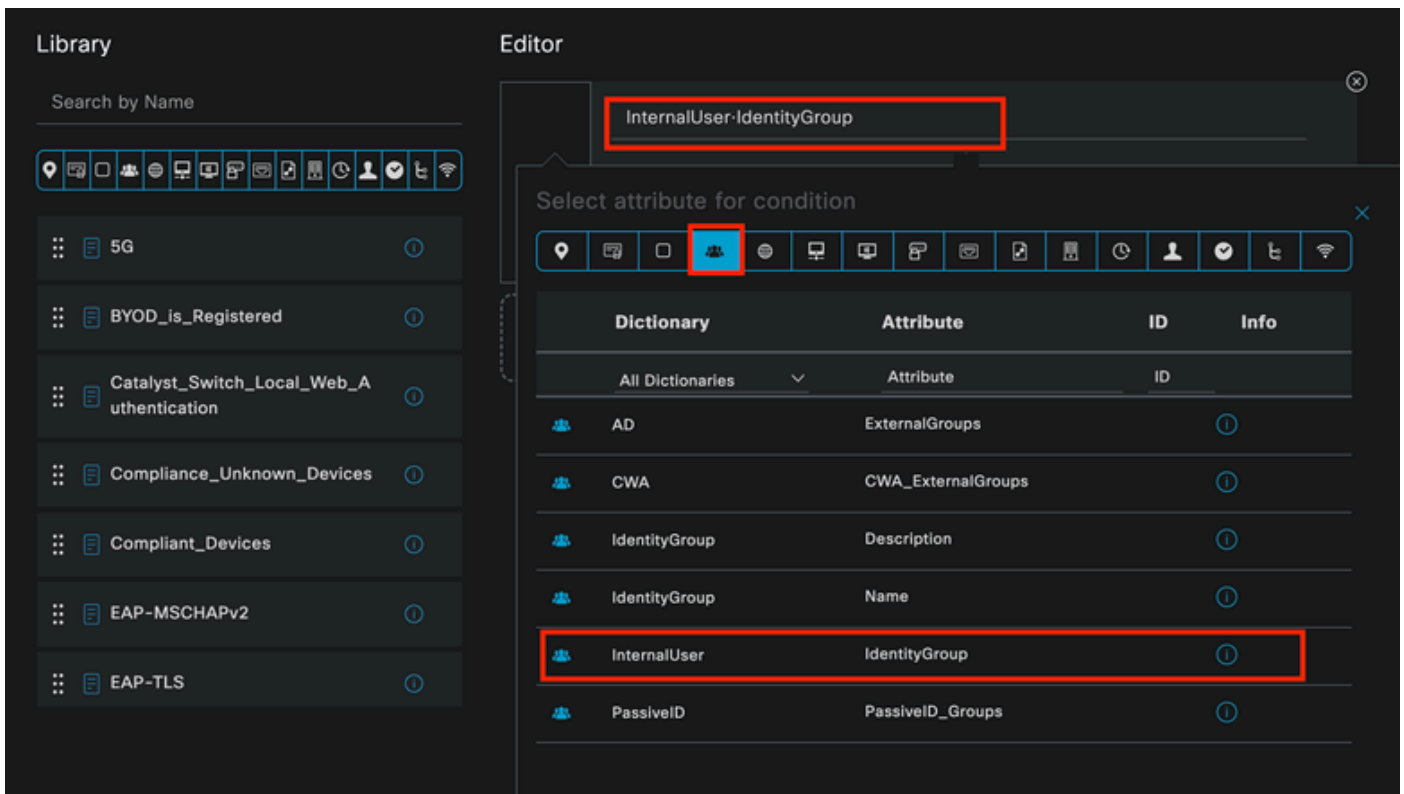 Library
Search by Name
5G
BYOD_is_Registered
Catalyst_Switch_Local_Web_A
uthentication
Compliance_Unknown_Devices
Compliant_Devices
EAP-MSCHAPv2
EAP-TLS
Editor
InternalUser·IdentityGroup
Select attribute for condition
Dictionary Attribute ID Info
All Dictionaries Attribute ID
AD ExternalGroups
CWA CWA_ExternalGroups
IdentityGroup Description
IdentityGroup Name
InternalUser IdentityGroup
PassiveID PassiveID_Groups